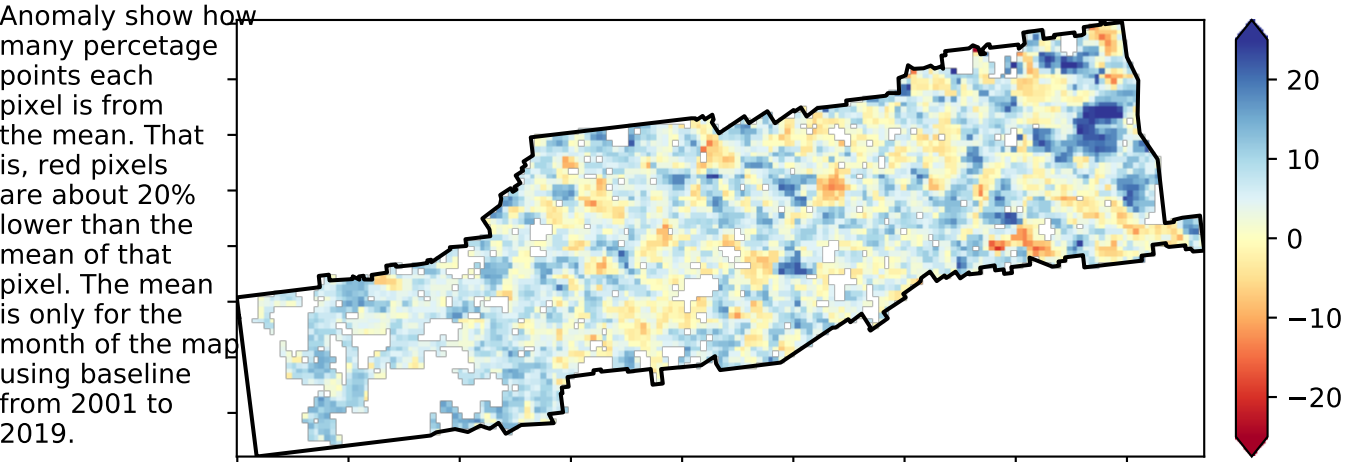 Anomaly show how
many percetage
points each
pixel is from
the mean. That
is, red pixels
are about 20%
lower than the
mean of that
pixel. The mean
is only for the
month of the map
using baseline
from 2001 to
2019.
20
10
0
−10
−20